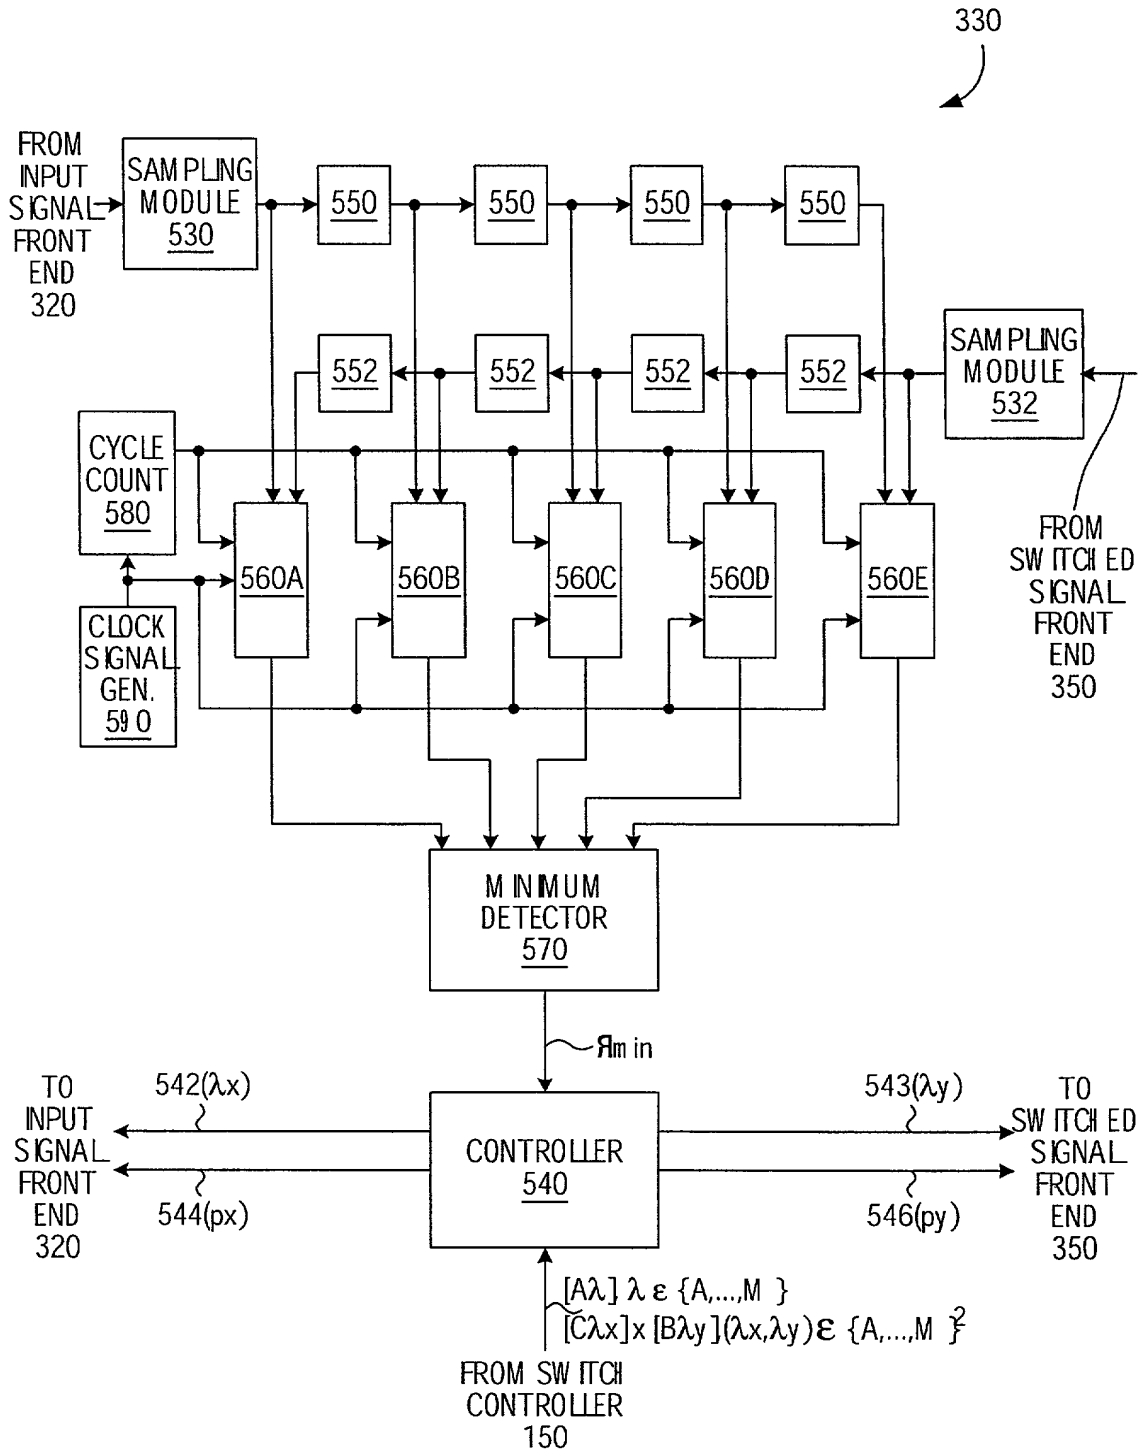 330
FROM
INPUT
SIGNAL
FRONT
END
320
SAMPLING
MODULE
530
550
550
550
550
552
552
552
552
SAMPLING
MODULE
532
CYCLE
COUNT
580
560A
560B
560C
560D
560E
FROM
SWITCHED
SIGNAL
FRONT
END
350
CLOCK
SIGNAL
GEN.
590
MINIMUM
DETECTOR
570
Яmin
TO
INPUT
SIGNAL
FRONT
END
320
542(λx)
544(px)
CONTROLLER
540
543(λy)
546(py)
TO
SWITCHED
SIGNAL
FRONT
END
350
[Aλ] λ ε {A,...,M }
[Cλx] x [Bλy](λx,λy) ε {A,...,M }²
FROM SWITCH
CONTROLLER
150